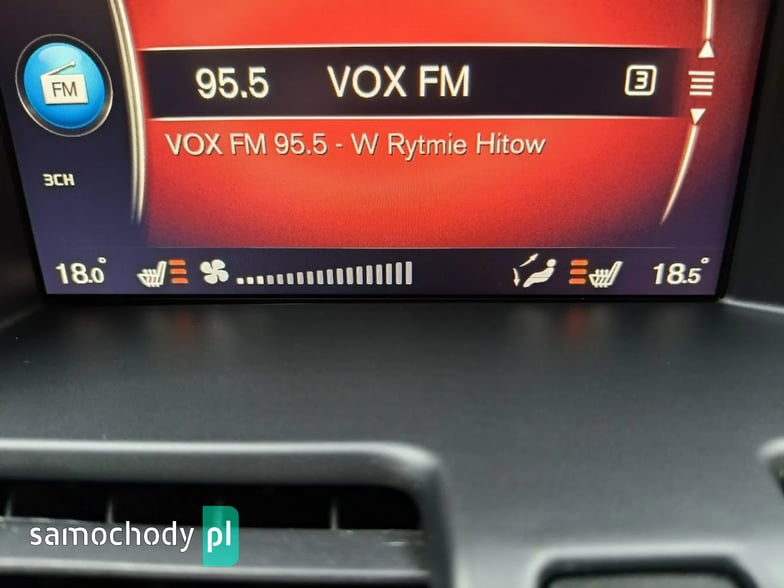 FM
95.5 VOX FM 3
VOX FM 95.5 - W Rytmie Hitow
3CH
18.0° 18.5°
samochody pl